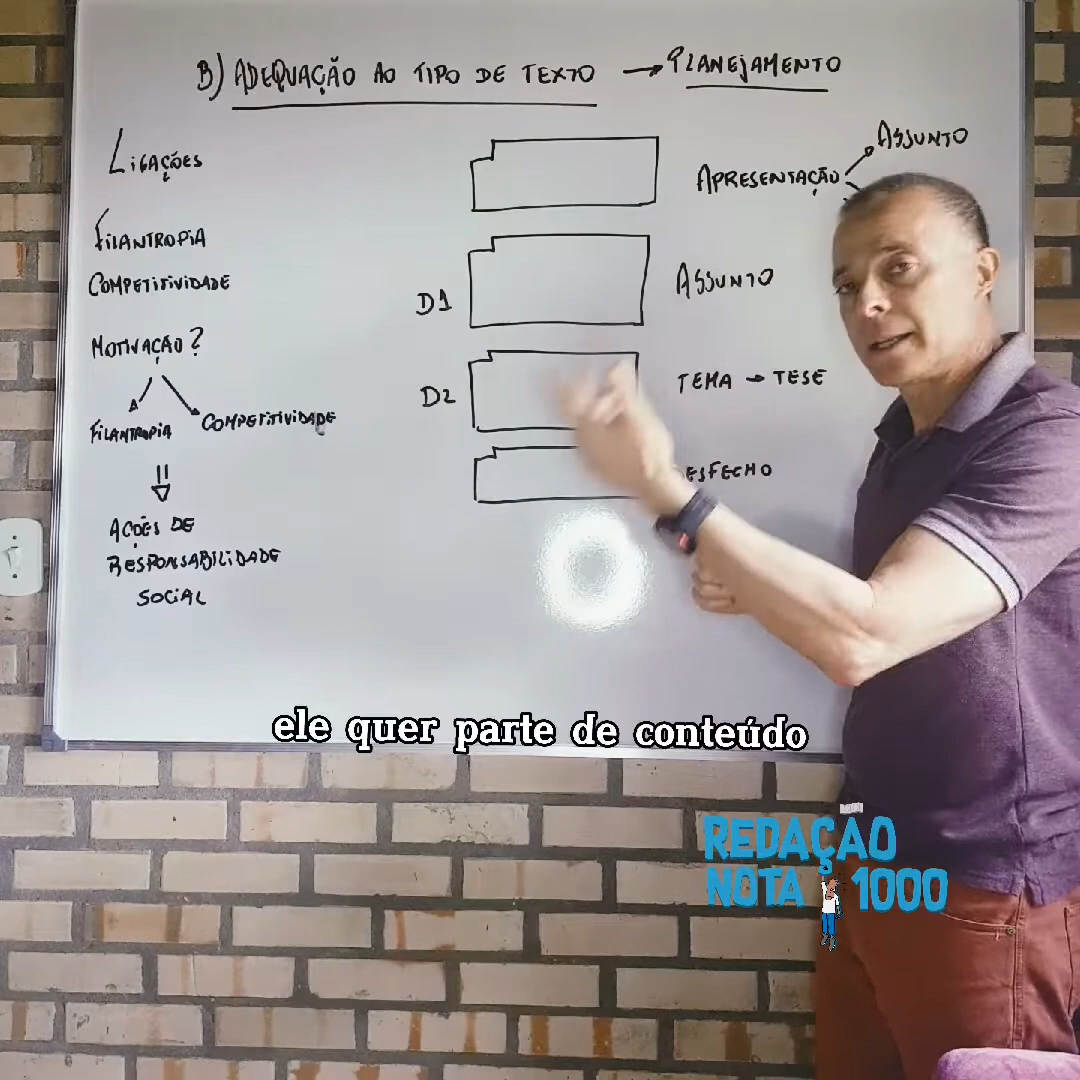 B) ADEQUAÇÃO AO TIPO DE TEXTO → PLANEJAMENTO
LIGAÇÕES
FILANTROPIA
COMPETITIVIDADE
MOTIVAÇÃO?
FILANTROPIA
COMPETITIVIDADE
AÇÕES DE
RESPONSABILIDADE
SOCIAL
APRESENTAÇÃO
ASSUNTO
D1
ASSUNTO
D2
TEMA → TESE
ESFECHO
ele quer parte de conteúdo
REDAÇÃO
NOTA 1000